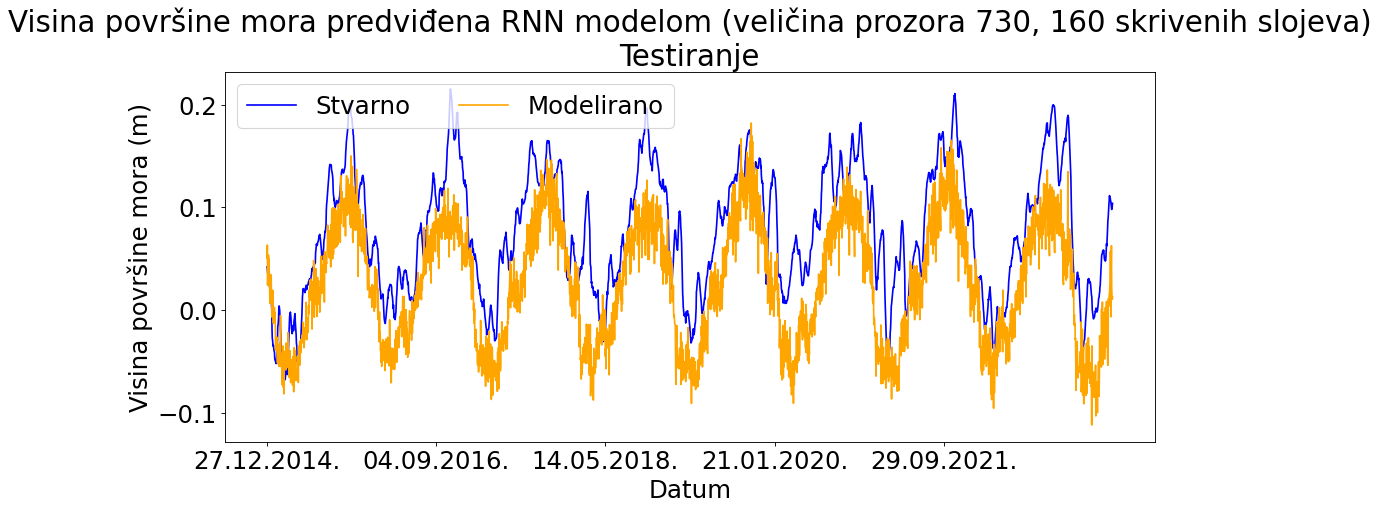 Visina površine mora predviđena RNN modelom (veličina prozora 730, 160 skrivenih slojeva)
Testiranje
Stvarno
Modelirano
Visina površine mora (m)
0.2
0.1
0.0
−0.1
27.12.2014.
04.09.2016.
14.05.2018.
21.01.2020.
29.09.2021.
Datum